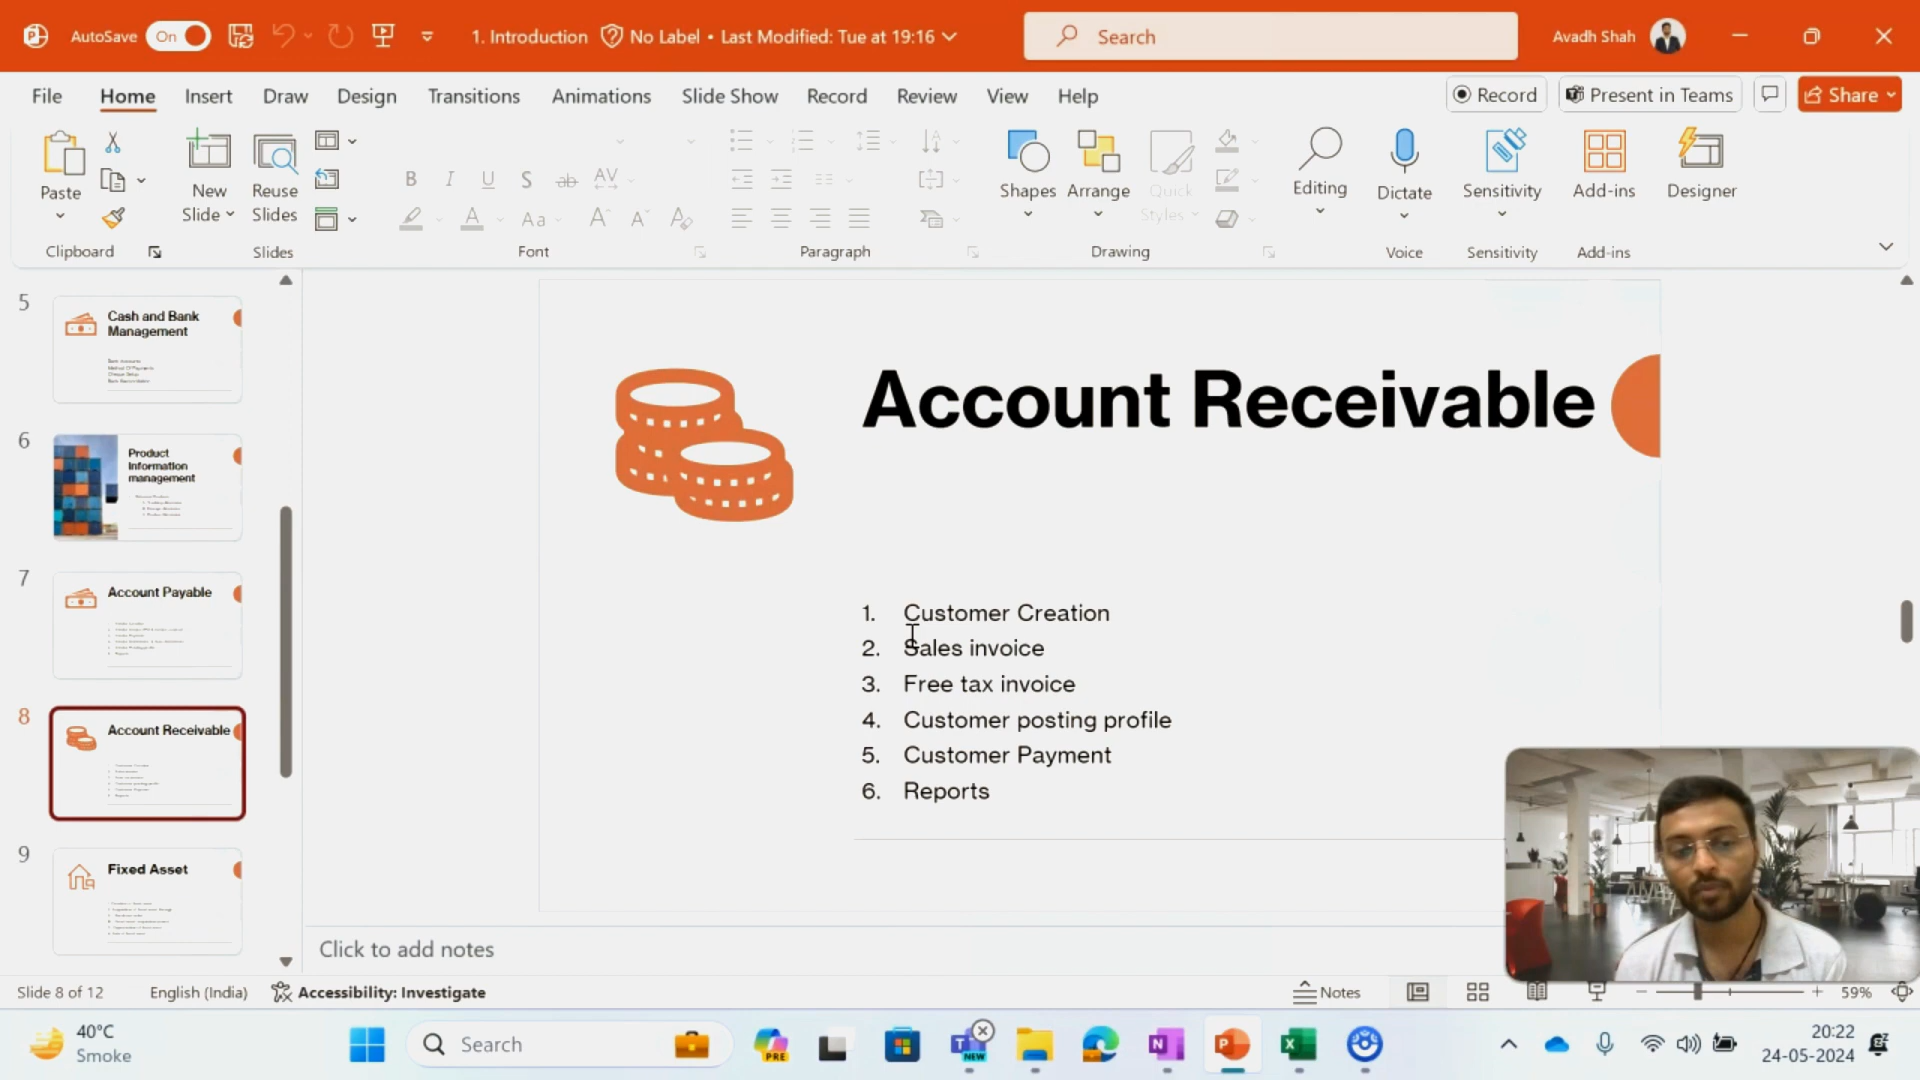 AutoSave On
1. Introduction No Label • Last Modified: Tue at 19:16
Search
Avadh Shah
File Home Insert Draw Design Transitions Animations Slide Show Record Review View Help
Record Present in Teams Share
Paste
New
Slide
Reuse
Slides
B I U S ab AV
Aa A A
Shapes Arrange Quick
Styles
Editing
Dictate
Sensitivity
Add-ins
Designer
Clipboard Slides Font Paragraph Drawing Voice Sensitivity Add-ins
5
Cash and Bank
Management
6
Product
Information
management
7
Account Payable
8
Account Receivable
9
Fixed Asset
Account Receivable
1. Customer Creation
2. Sales invoice
3. Free tax invoice
4. Customer posting profile
5. Customer Payment
6. Reports
Click to add notes
Slide 8 of 12 English (India) Accessibility: Investigate Notes 59%
40°C
Smoke
Search
PRE
NEW
20:22
24-05-2024